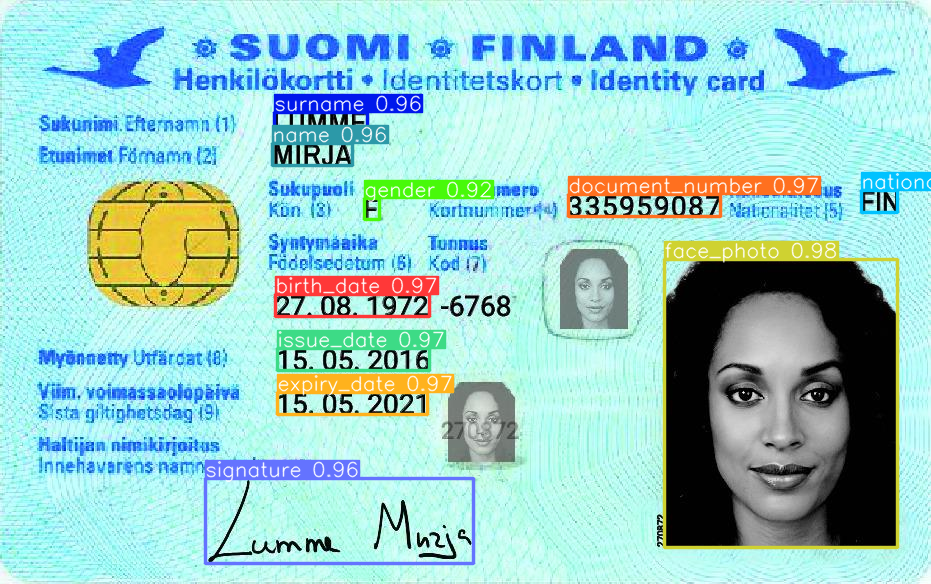 SUOMI FINLAND
Henkilökortti • Identitetskort • Identity card
surname 0.96
Sukunimi Efternamn (1) LUMME
name 0.96
Etunimet Förnamn (2) MIRJA
Sukupuoli gender 0.92 document_number 0.97
Kön (3) F Kortnummer (4) 335959087 Nationalitet (5) FIN
Syntymäaika Tunnus
Födelsedatum (6) Kod (7)
face_photo 0.98
birth_date 0.97
27. 08. 1972 -6768
issue_date 0.97
Myönnetty Utfärdat (8) 15. 05. 2016
expiry_date 0.97
Viim. voimassaolopäivä
Sista giltighetsdag (9) 15. 05. 2021
270872
Haltijan nimikirjoitus
Innehavarens
signature 0.96
Lumme Mirja
270872